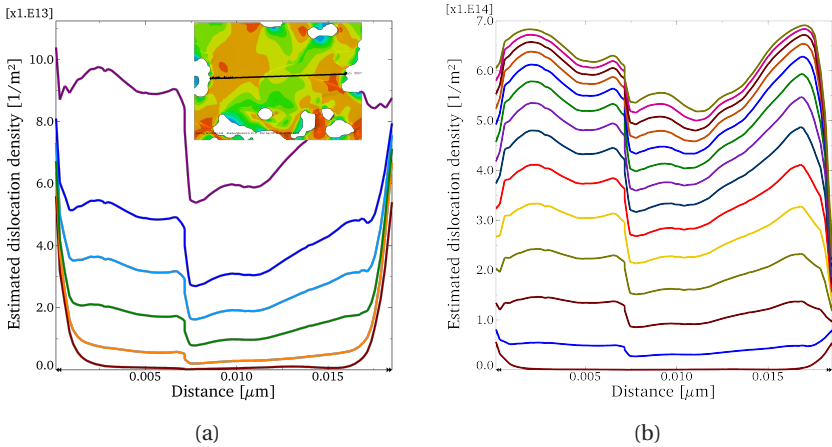 [x1.E13]
10.0
8.0
6.0
4.0
2.0
0.0
0.005
0.010
0.015
Distance [μm]
Estimated dislocation density [1/m²]
(a)
[x1.E14]
7.0
6.0
5.0
4.0
3.0
2.0
1.0
0.0
0.005
0.010
0.015
Distance [μm]
Estimated dislocation density [1/m²]
(b)